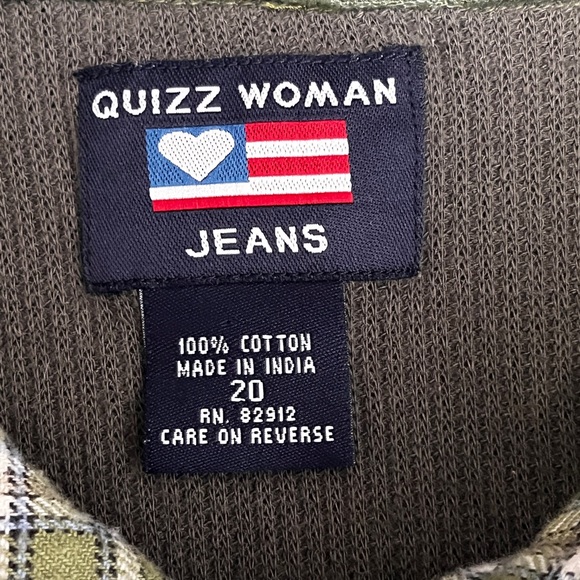 QUIZZ WOMAN
JEANS
100% COTTON
MADE IN INDIA
20
RN. 82912
CARE ON REVERSE